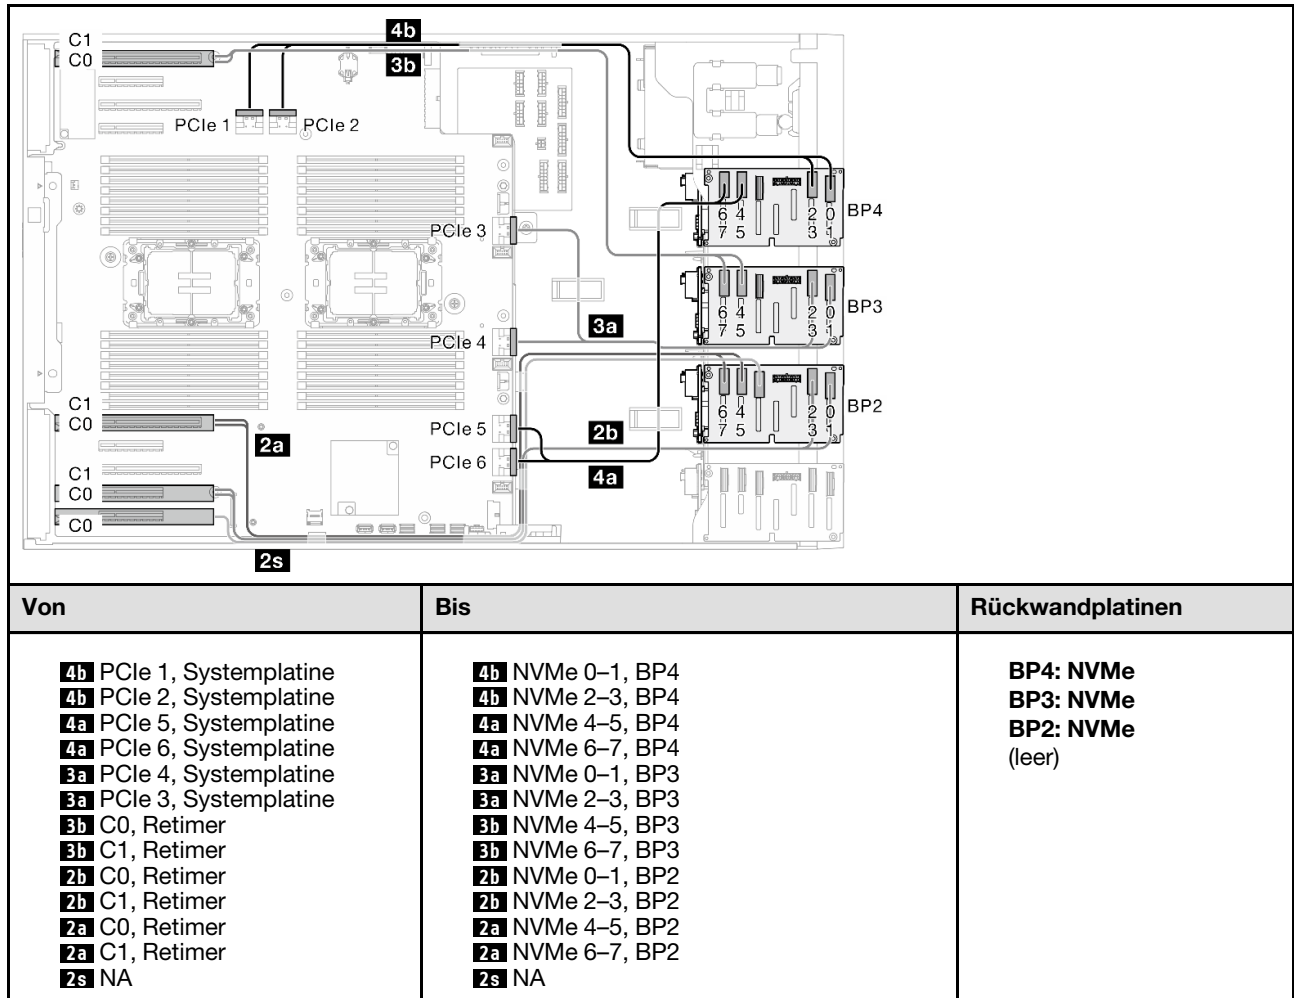 4b
C1
C0
3b
PCIe 1
PCIe 2
6 4 2 0
7 5 3 1
BP4
PCIe 3
6 4 2 0
7 5 3 1
BP3
3a
PCIe 4
C1
C0
6 4 2 0
7 5 3 1
BP2
2a
PCIe 5
2b
PCIe 6
4a
C1
C0
C0
2s
Von
Bis
Rückwandplatinen
4b PCIe 1, Systemplatine
4b PCIe 2, Systemplatine
4a PCIe 5, Systemplatine
4a PCIe 6, Systemplatine
3a PCIe 4, Systemplatine
3a PCIe 3, Systemplatine
3b C0, Retimer
3b C1, Retimer
2b C0, Retimer
2b C1, Retimer
2a C0, Retimer
2a C1, Retimer
2s NA
4b NVMe 0–1, BP4
4b NVMe 2–3, BP4
4a NVMe 4–5, BP4
4a NVMe 6–7, BP4
3a NVMe 0–1, BP3
3a NVMe 2–3, BP3
3b NVMe 4–5, BP3
3b NVMe 6–7, BP3
2b NVMe 0–1, BP2
2b NVMe 2–3, BP2
2a NVMe 4–5, BP2
2a NVMe 6–7, BP2
2s NA
BP4: NVMe
BP3: NVMe
BP2: NVMe
(leer)